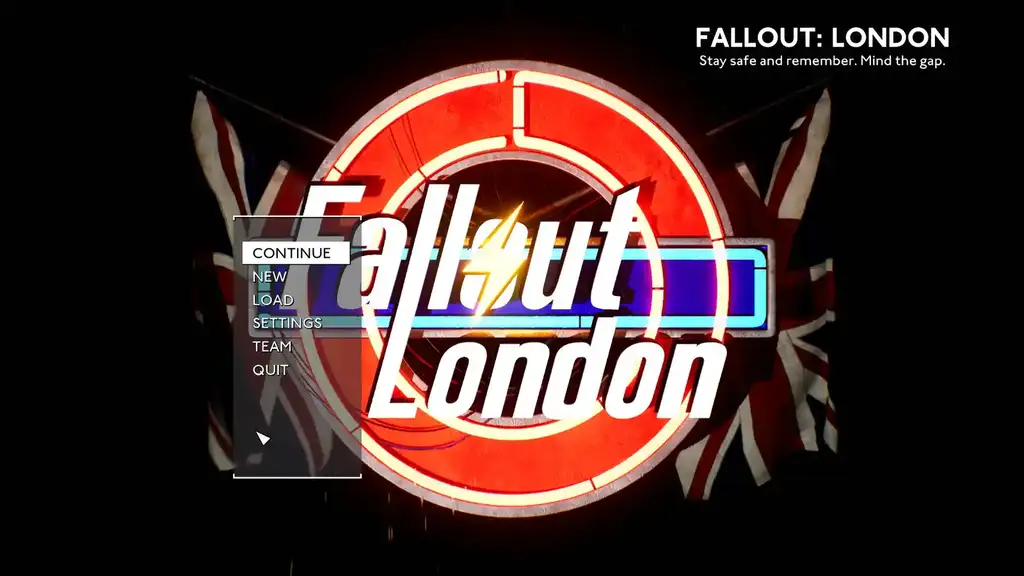 FALLOUT: LONDON
Stay safe and remember. Mind the gap.
Fallout
London
CONTINUE
NEW
LOAD
SETTINGS
TEAM
QUIT